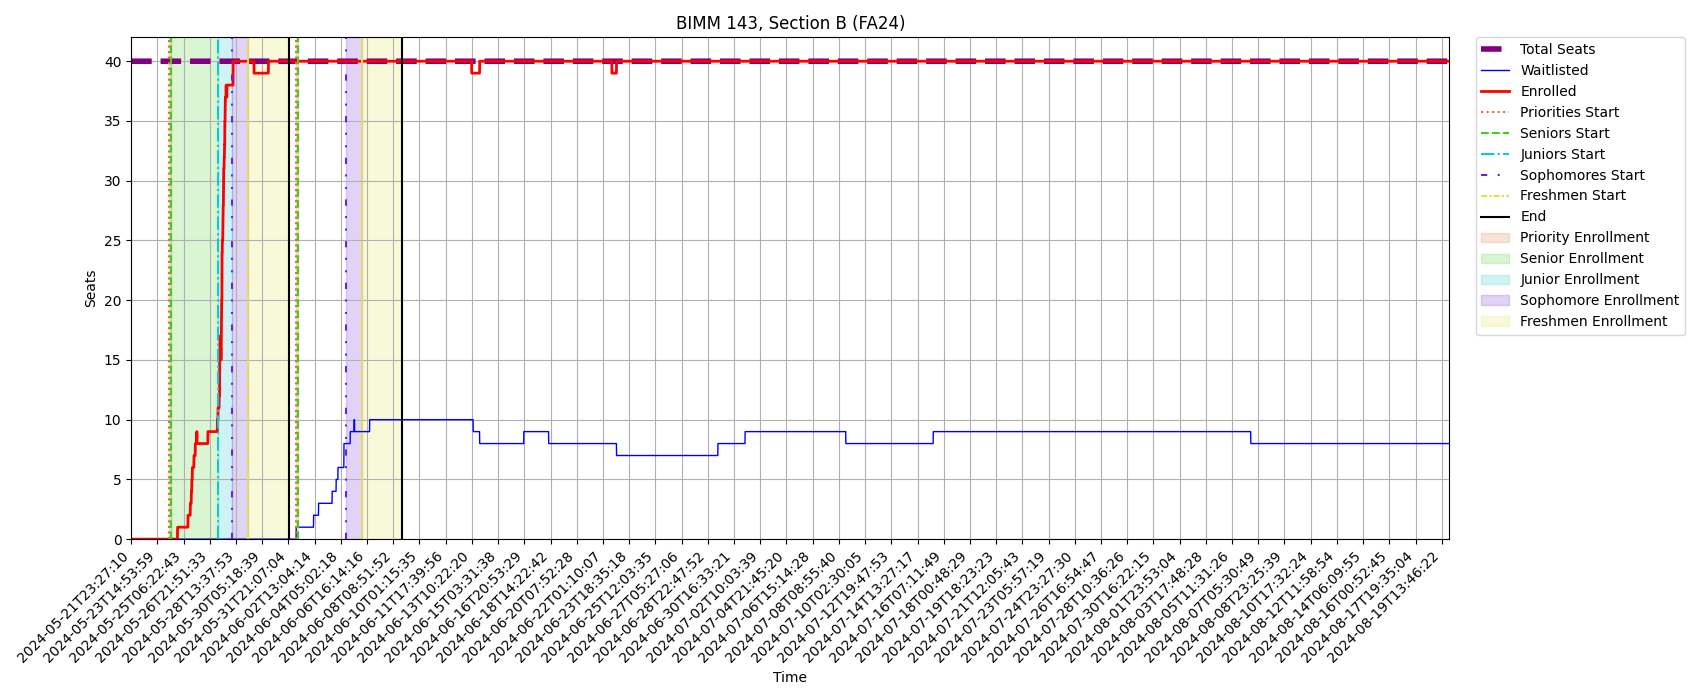 BIMM 143, Section B (FA24)
Total Seats
Waitlisted
Enrolled
Priorities Start
Seniors Start
Juniors Start
Sophomores Start
Freshmen Start
End
Priority Enrollment
Senior Enrollment
Junior Enrollment
Sophomore Enrollment
Freshmen Enrollment
Seats
40
35
30
25
20
15
10
5
0
2024-05-21T23:27:10
2024-05-23T14:53:59
2024-05-25T06:22:43
2024-05-26T21:51:33
2024-05-28T13:37:53
2024-05-30T05:18:39
2024-05-31T21:07:04
2024-06-02T13:04:14
2024-06-04T05:02:18
2024-06-06T16:14:16
2024-06-08T08:51:52
2024-06-10T01:15:35
2024-06-11T17:39:56
2024-06-13T10:22:20
2024-06-15T03:31:38
2024-06-16T20:53:29
2024-06-18T14:22:42
2024-06-20T07:52:28
2024-06-22T01:10:07
2024-06-23T18:35:18
2024-06-25T12:03:35
2024-06-27T05:27:06
2024-06-28T22:47:52
2024-06-30T16:33:21
2024-07-02T10:03:39
2024-07-04T21:45:20
2024-07-06T15:14:28
2024-07-08T08:55:40
2024-07-10T02:30:05
2024-07-12T19:47:53
2024-07-14T13:27:17
2024-07-16T07:11:49
2024-07-18T00:48:29
2024-07-19T18:23:23
2024-07-21T12:05:43
2024-07-23T05:57:19
2024-07-24T23:27:30
2024-07-26T16:54:47
2024-07-28T10:36:26
2024-07-30T16:22:15
2024-08-01T23:53:04
2024-08-03T17:48:28
2024-08-05T11:31:26
2024-08-07T05:30:49
2024-08-08T23:25:39
2024-08-10T17:32:24
2024-08-12T11:58:54
2024-08-14T06:09:55
2024-08-16T00:52:45
2024-08-17T19:35:04
2024-08-19T13:46:22
Time